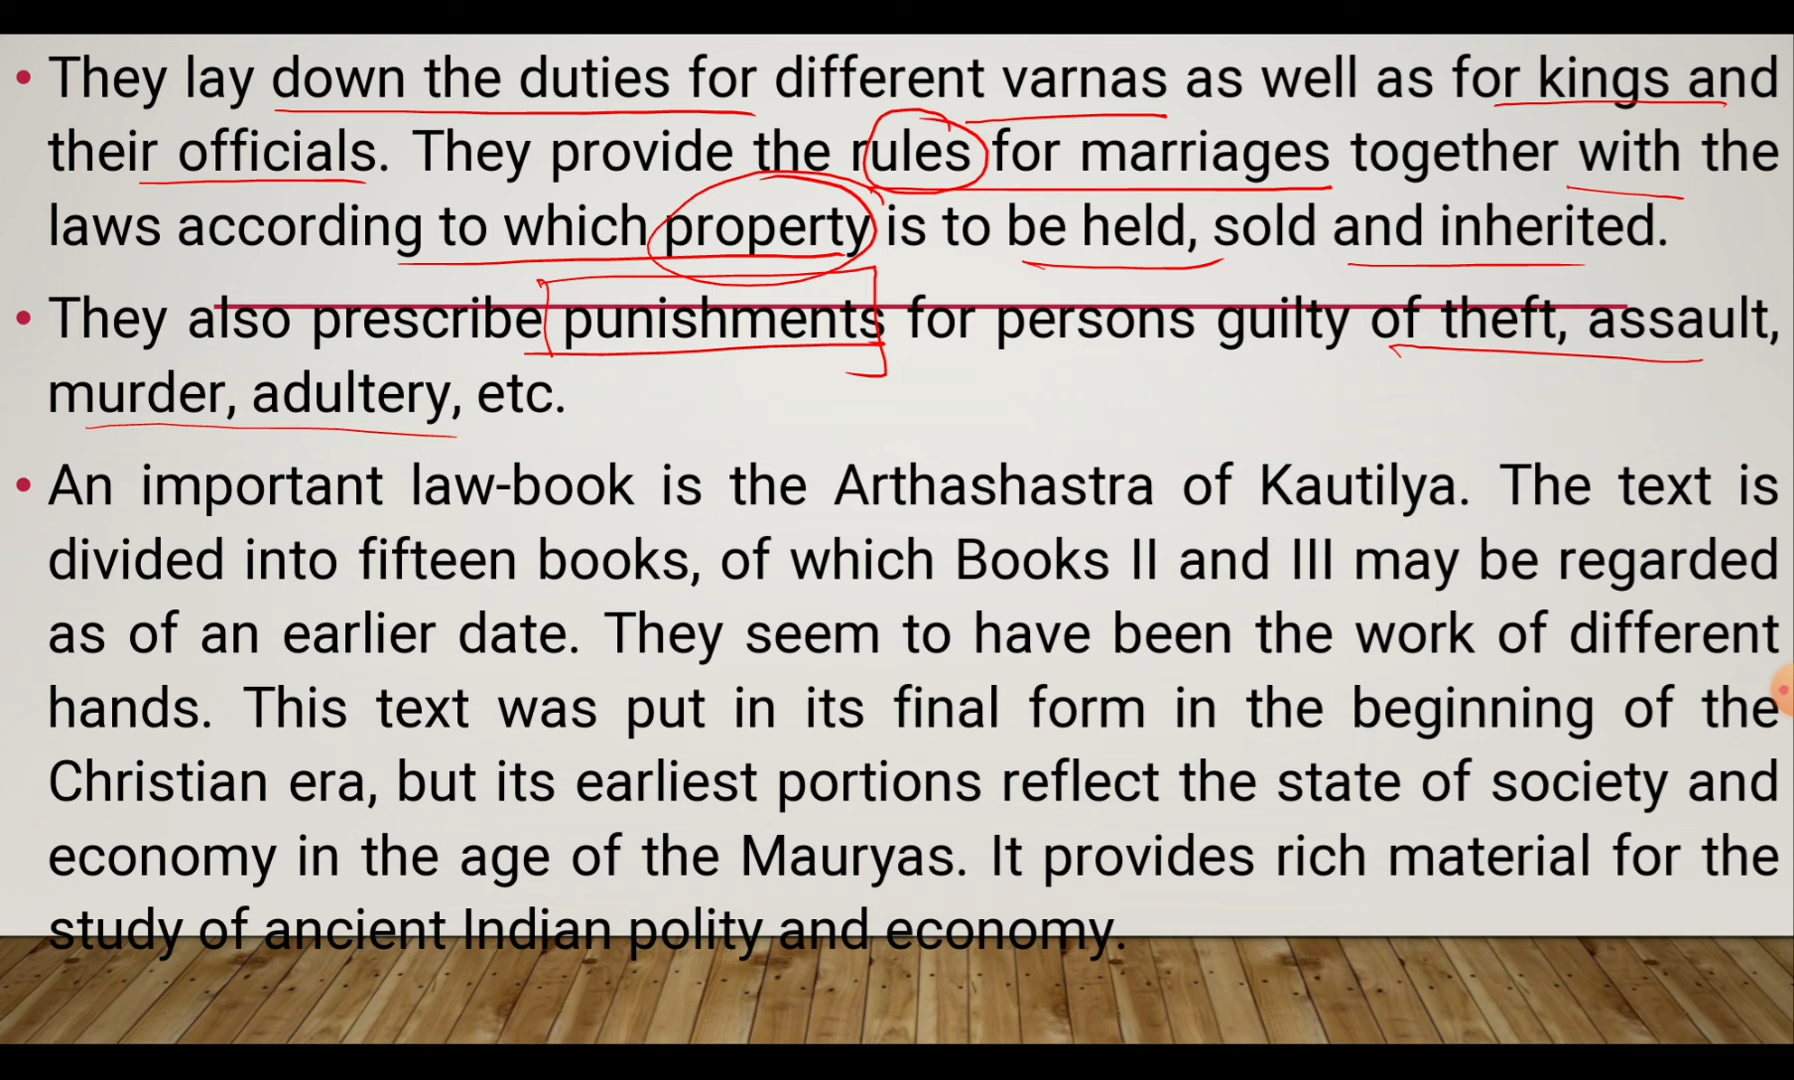 • They lay down the duties for different varnas as well as for kings and
their officials. They provide the rules for marriages together with the
laws according to which property is to be held, sold and inherited.
• They also prescribe punishments for persons guilty of theft, assault,
murder, adultery, etc.
• An important law-book is the Arthashastra of Kautilya. The text is
divided into fifteen books, of which Books II and III may be regarded
as of an earlier date. They seem to have been the work of different
hands. This text was put in its final form in the beginning of the
Christian era, but its earliest portions reflect the state of society and
economy in the age of the Mauryas. It provides rich material for the
study of ancient Indian polity and economy.